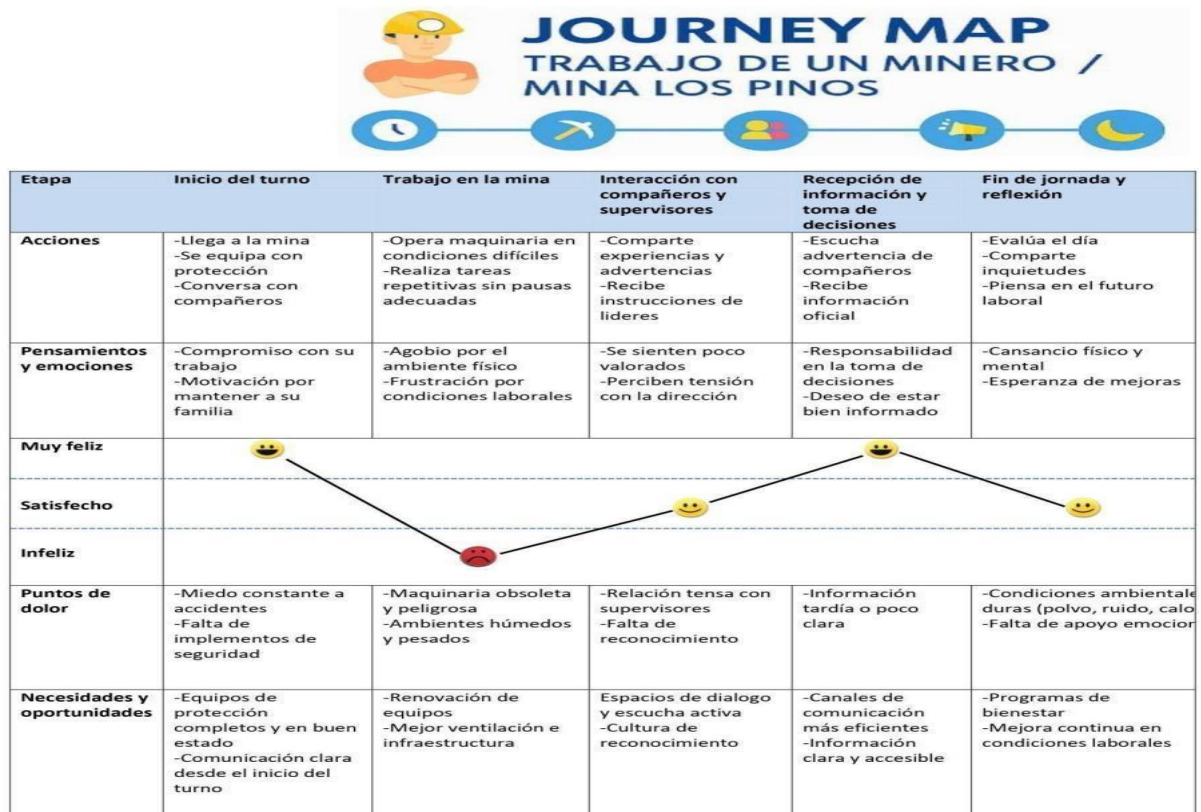 JOURNEY MAP
TRABAJO DE UN MINERO /
MINA LOS PINOS
Etapa
Inicio del turno
Trabajo en la mina
Interacción con
compañeros y
supervisores
Recepción de
información y
toma de
decisiones
Fin de jornada y
reflexión
Acciones
-Llega a la mina
-Se equipa con
protección
-Conversa con
compañeros
-Opera maquinaria en
condiciones difíciles
-Realiza tareas
repetitivas sin pausas
adecuadas
-Comparte
experiencias y
advertencias
-Recibe
instrucciones de
lideres
-Escucha
advertencia de
compañeros
-Recibe
información
oficial
-Evalúa el día
-Comparte
inquietudes
-Piensa en el futuro
laboral
Pensamientos
y emociones
-Compromiso con su
trabajo
-Motivación por
mantener a su
familia
-Agobio por el
ambiente físico
-Frustración por
condiciones laborales
-Se sienten poco
valorados
-Perciben tensión
con la dirección
-Responsabilidad
en la toma de
decisiones
-Deseo de estar
bien informado
-Cansancio físico y
mental
-Esperanza de mejoras
Muy feliz
Satisfecho
Infeliz
Puntos de
dolor
-Miedo constante a
accidentes
-Falta de
implementos de
seguridad
-Maquinaria obsoleta
y peligrosa
-Ambientes húmedos
y pesados
-Relación tensa con
supervisores
-Falta de
reconocimiento
-Información
tardía o poco
clara
-Condiciones ambientale
duras (polvo, ruido, calo
-Falta de apoyo emocion
Necesidades y
oportunidades
-Equipos de
protección
completos y en buen
estado
-Comunicación clara
desde el inicio del
turno
-Renovación de
equipos
-Mejor ventilación e
infraestructura
Espacios de dialogo
y escucha activa
-Cultura de
reconocimiento
-Canales de
comunicación
más eficientes
-Información
clara y accesible
-Programas de
bienestar
-Mejora continua en
condiciones laborales